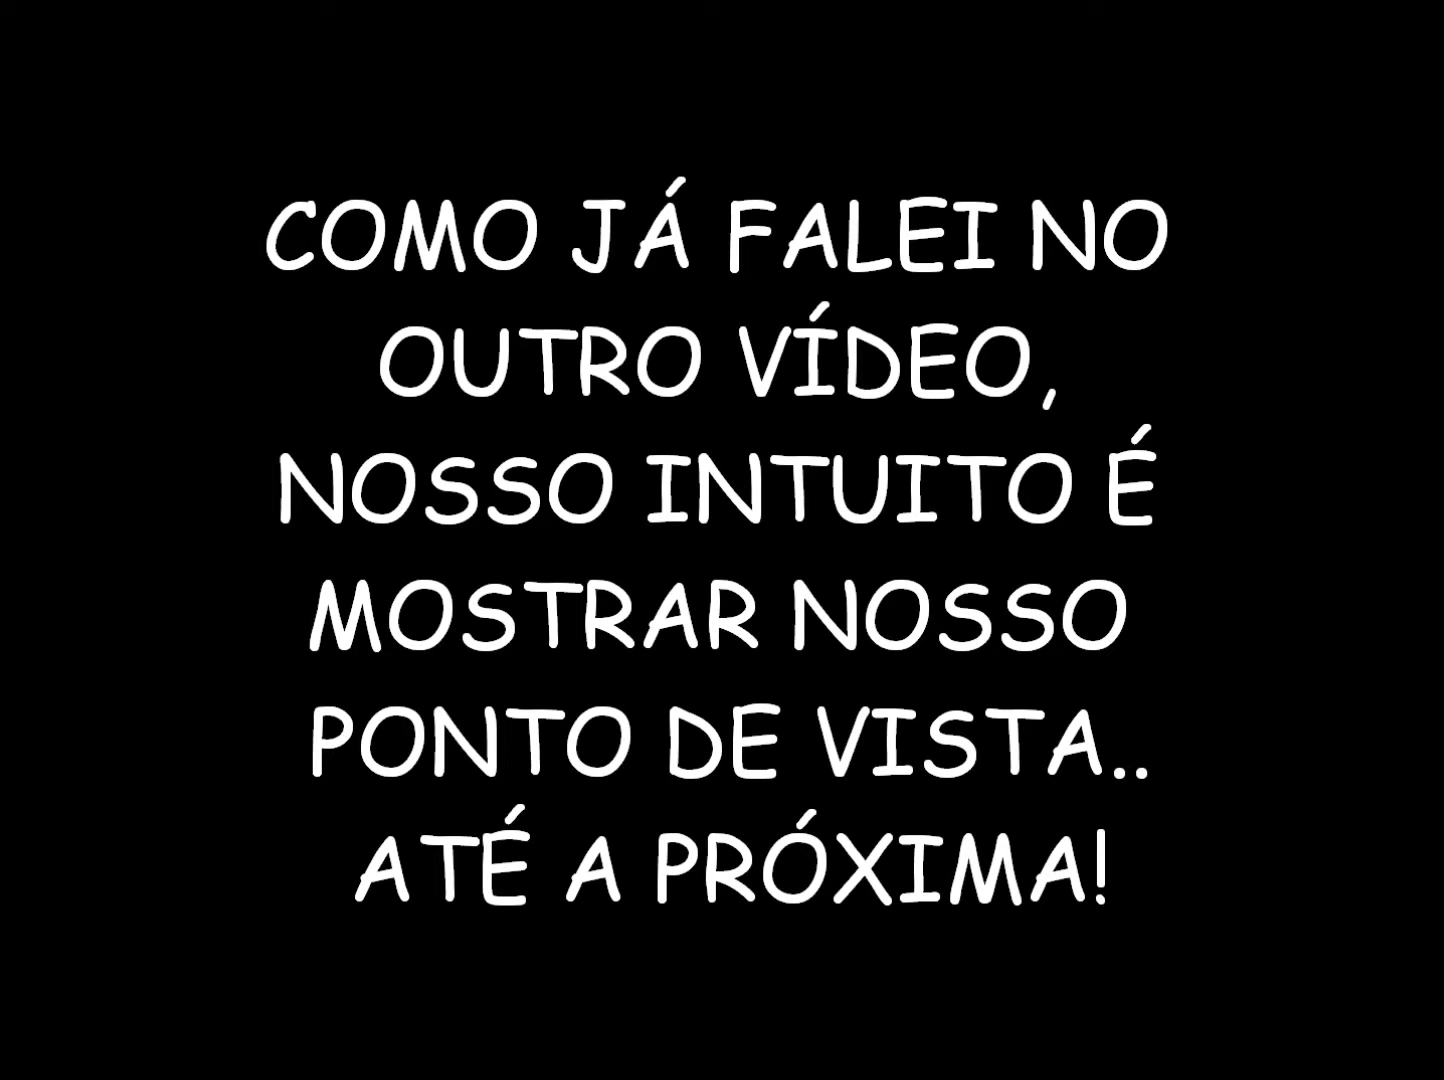 COMO JÁ FALEI NO
OUTRO VÍDEO,
NOSSO INTUITO É
MOSTRAR NOSSO
PONTO DE VISTA..
ATÉ A PRÓXIMA!